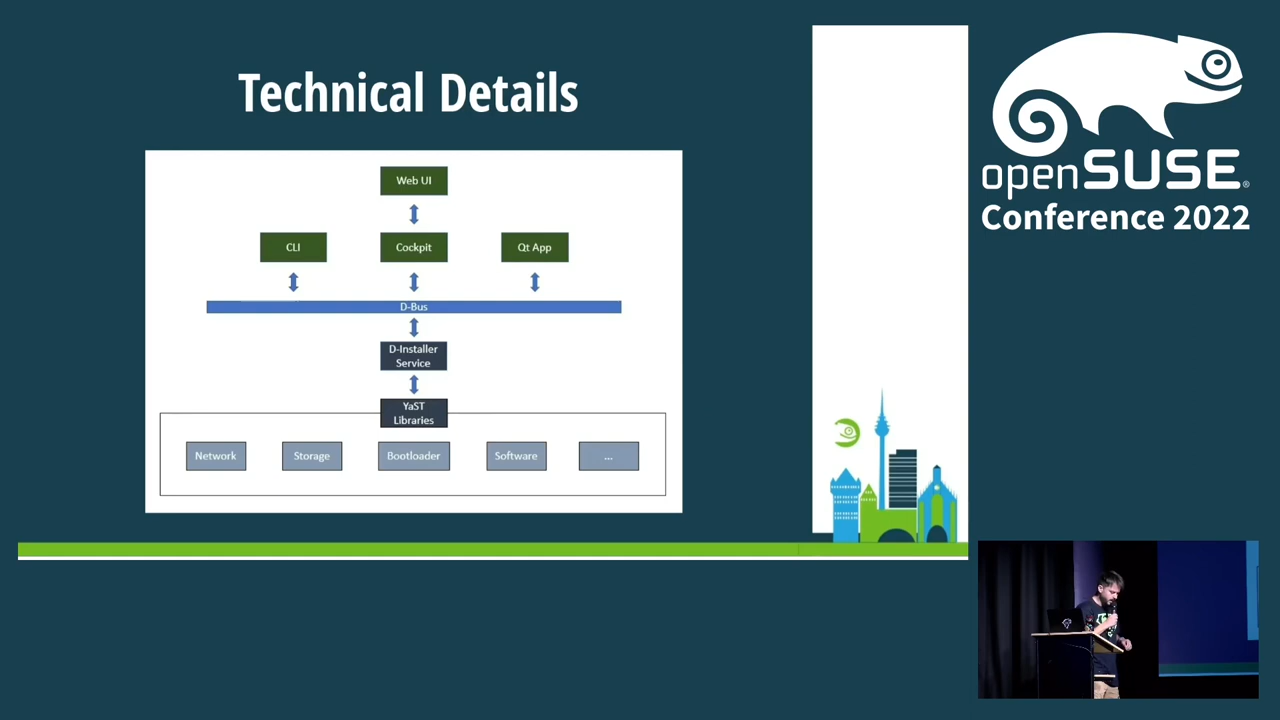 Technical Details
Web UI
CLI
Cockpit
Qt App
D-Bus
D-Installer
Service
YaST
Libraries
Network
Storage
Bootloader
Software
...
openSUSE®
Conference 2022